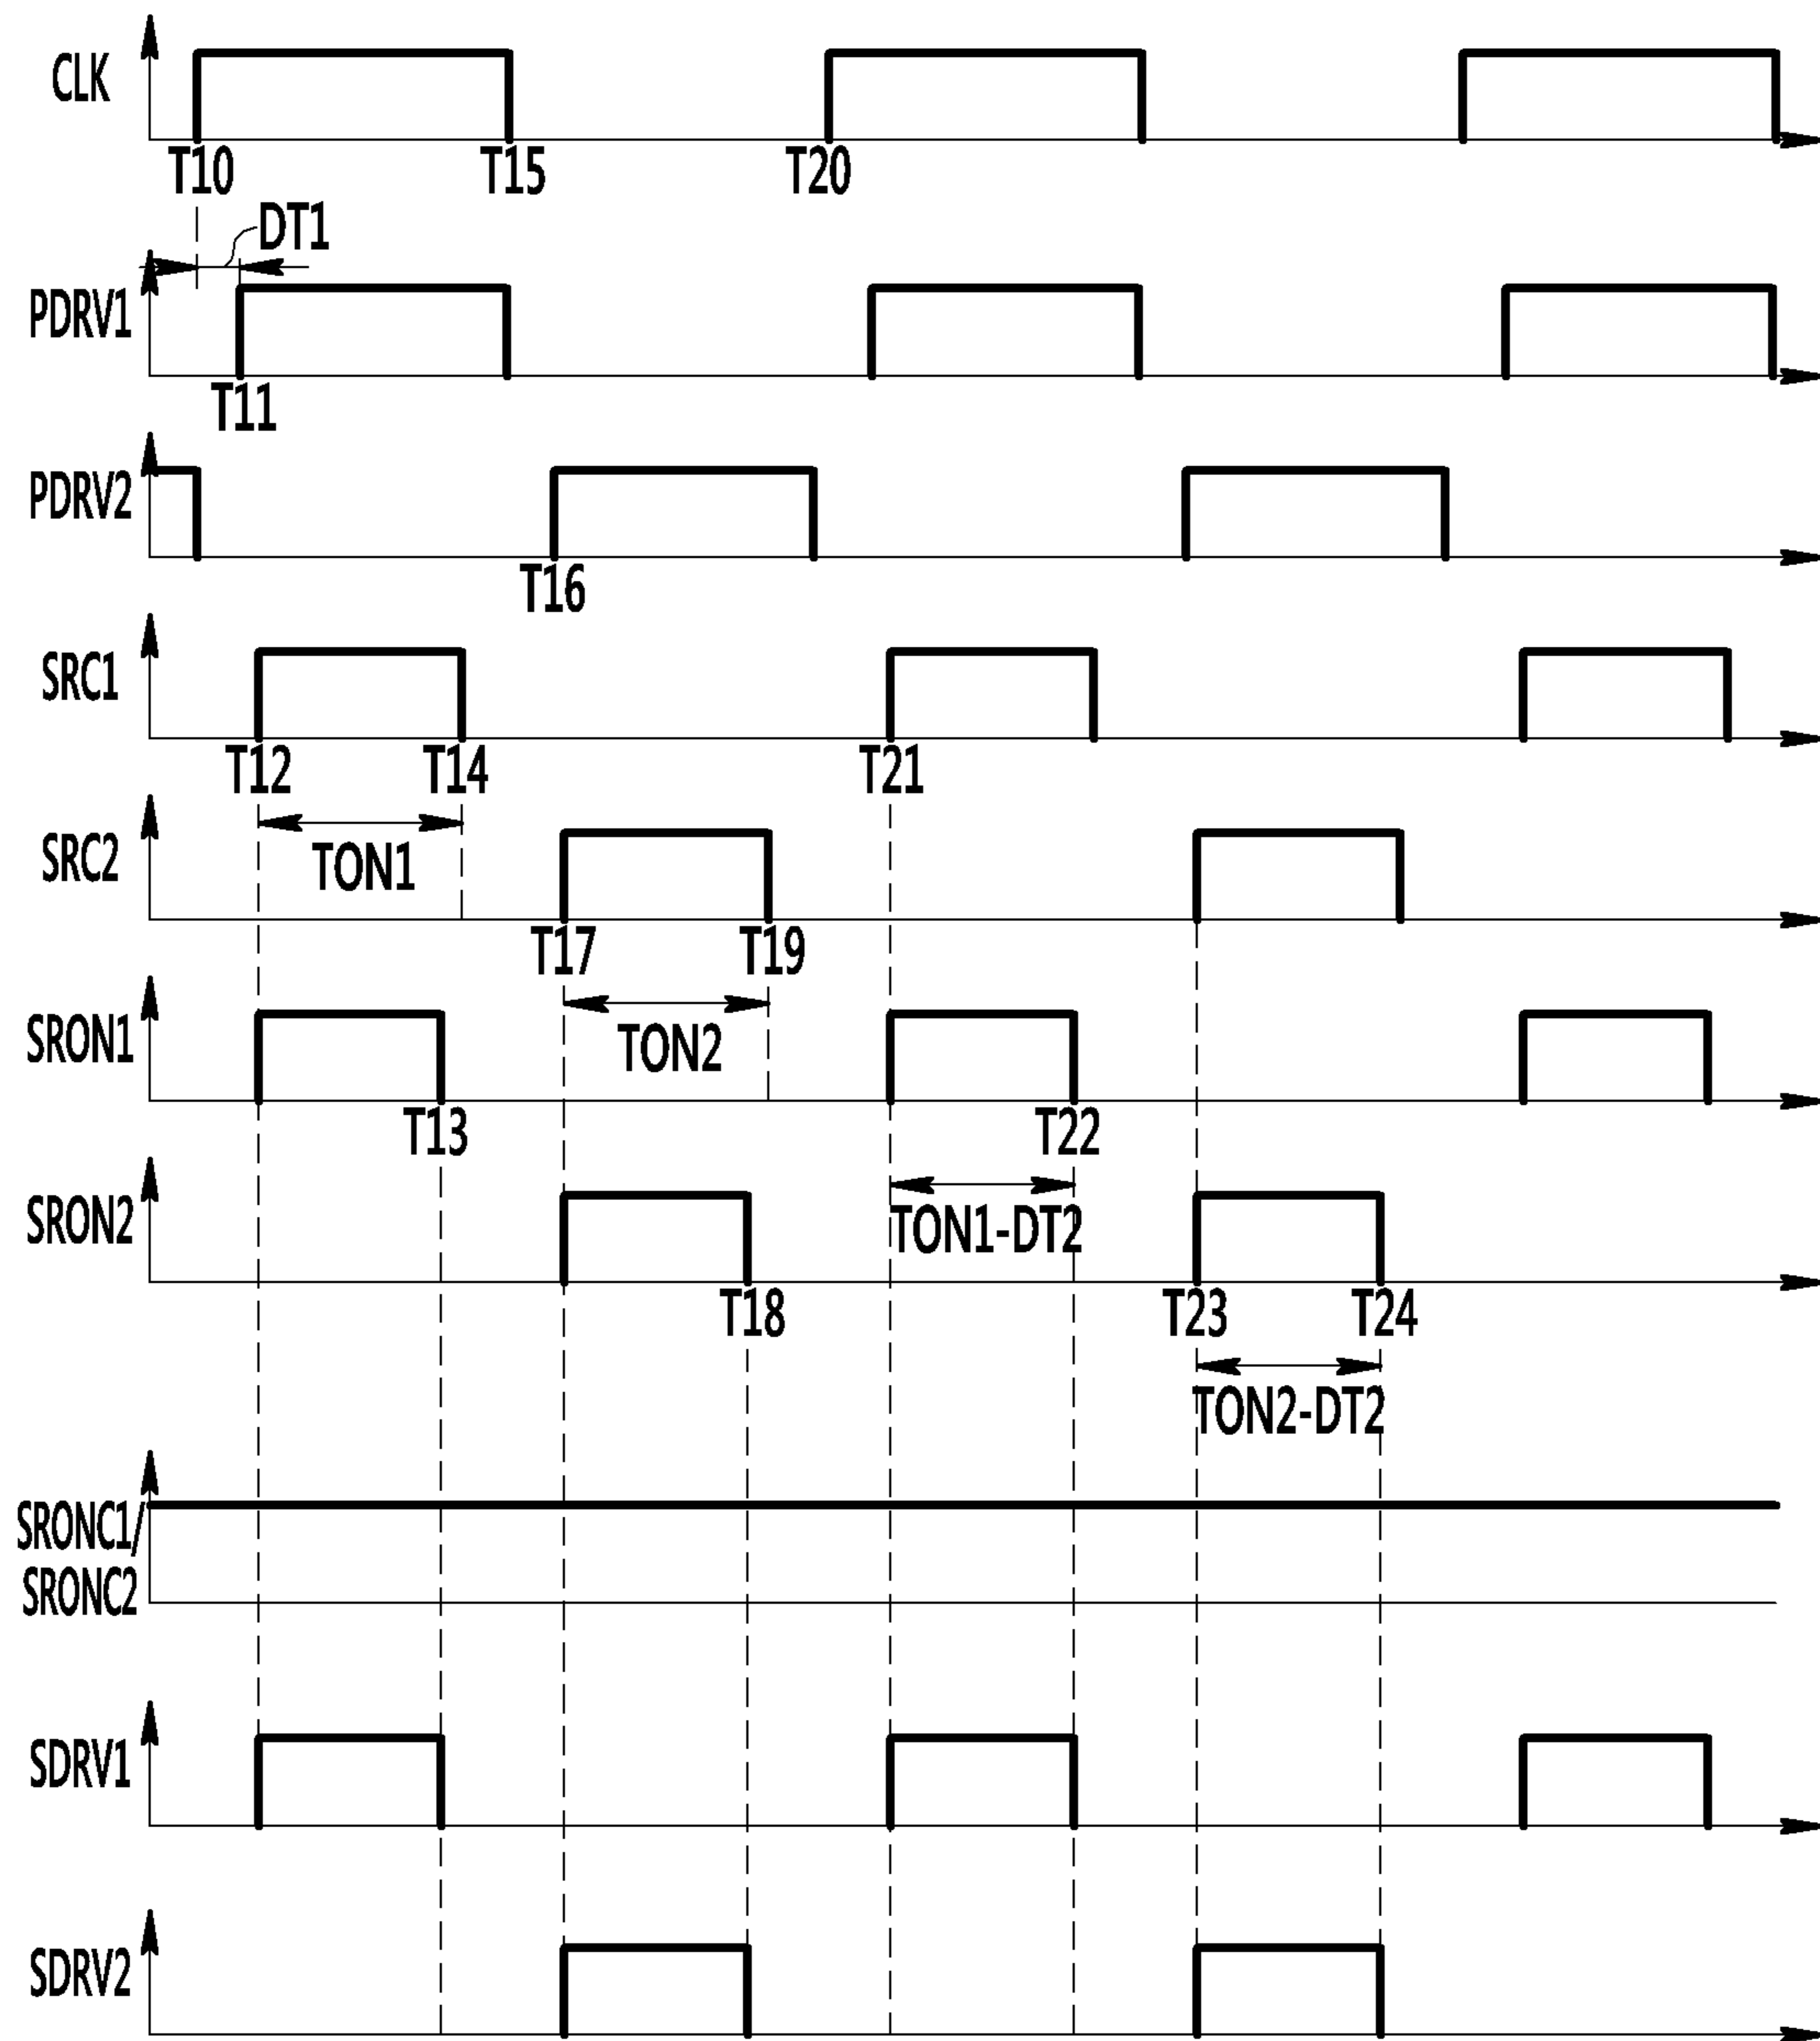 CLK
T10 T15 T20
DT1
PDRV1
T11
PDRV2
T16
SRC1
T12 T14 T21
SRC2
TON1
T17 T19
SRON1
TON2
T13 T22
SRON2
TON1-DT2
T18 T23 T24
TON2-DT2
SRONC1/
SRONC2
SDRV1
SDRV2